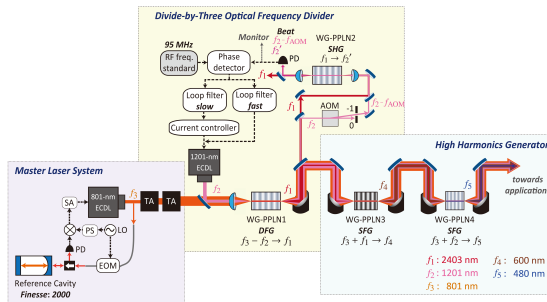 Divide-by-Three Optical Frequency Divider
95 MHz
RF freq.
standard
Phase
detector
Monitor
Beat
f2- fAOM
f2'
PD
f1
WG-PPLN2
SHG
f1 → f2'
Loop filter
slow
Loop filter
fast
Current controller
AOM
-1
0
f2- fAOM
f1
f2
1201-nm
ECDL
f2
High Harmonics Generator
Master Laser System
801-nm
ECDL
f3
TA
TA
SA
PS
LO
PD
EOM
Reference Cavity
Finesse: 2000
f1
WG-PPLN1
DFG
f3 − f2 → f1
f4
WG-PPLN3
SFG
f3 + f1 → f4
f5
WG-PPLN4
SFG
f3 + f2 → f5
towards
application
f1 : 2403 nm
f2 : 1201 nm
f3 : 801 nm
f4 : 600 nm
f5 : 480 nm